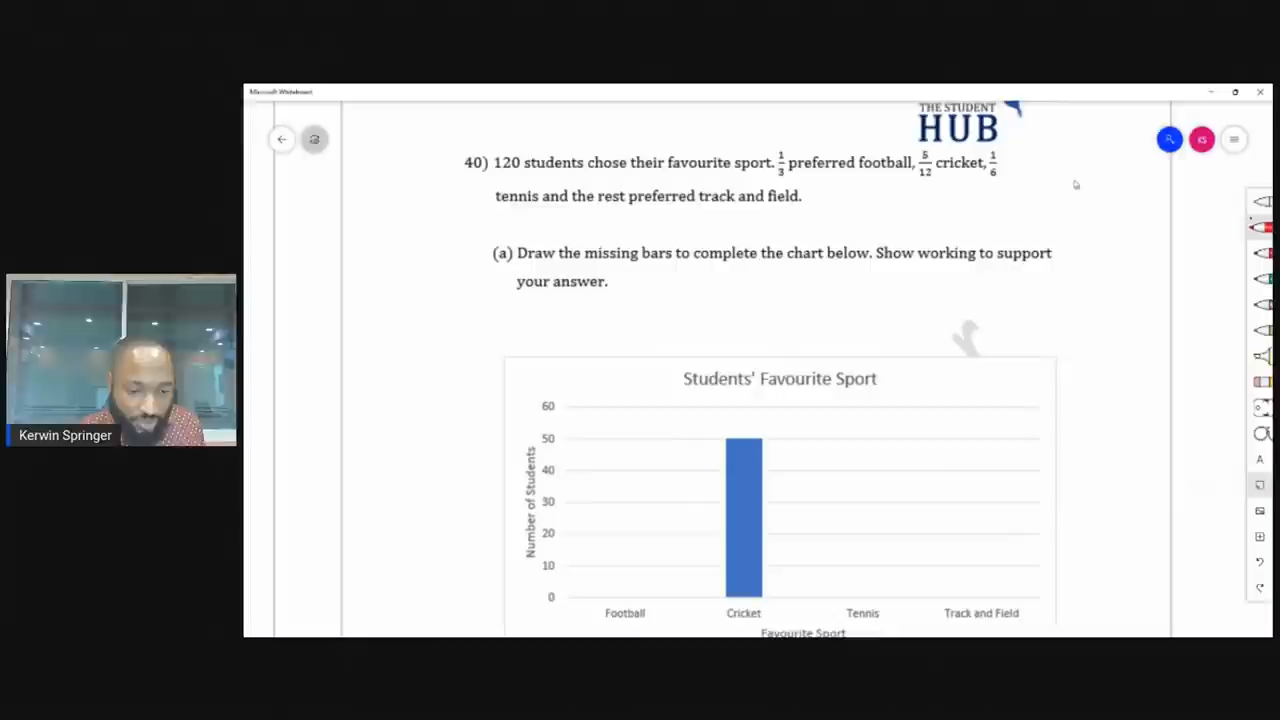 Microsoft Whiteboard
THE STUDENT
HUB
40) 120 students chose their favourite sport. 1/3 preferred football, 5/12 cricket, 1/6
tennis and the rest preferred track and field.
(a) Draw the missing bars to complete the chart below. Show working to support
your answer.
Students' Favourite Sport
Number of Students
60
50
40
30
20
10
0
Football Cricket Tennis Track and Field
Favourite Sport
Kerwin Springer
KS
A